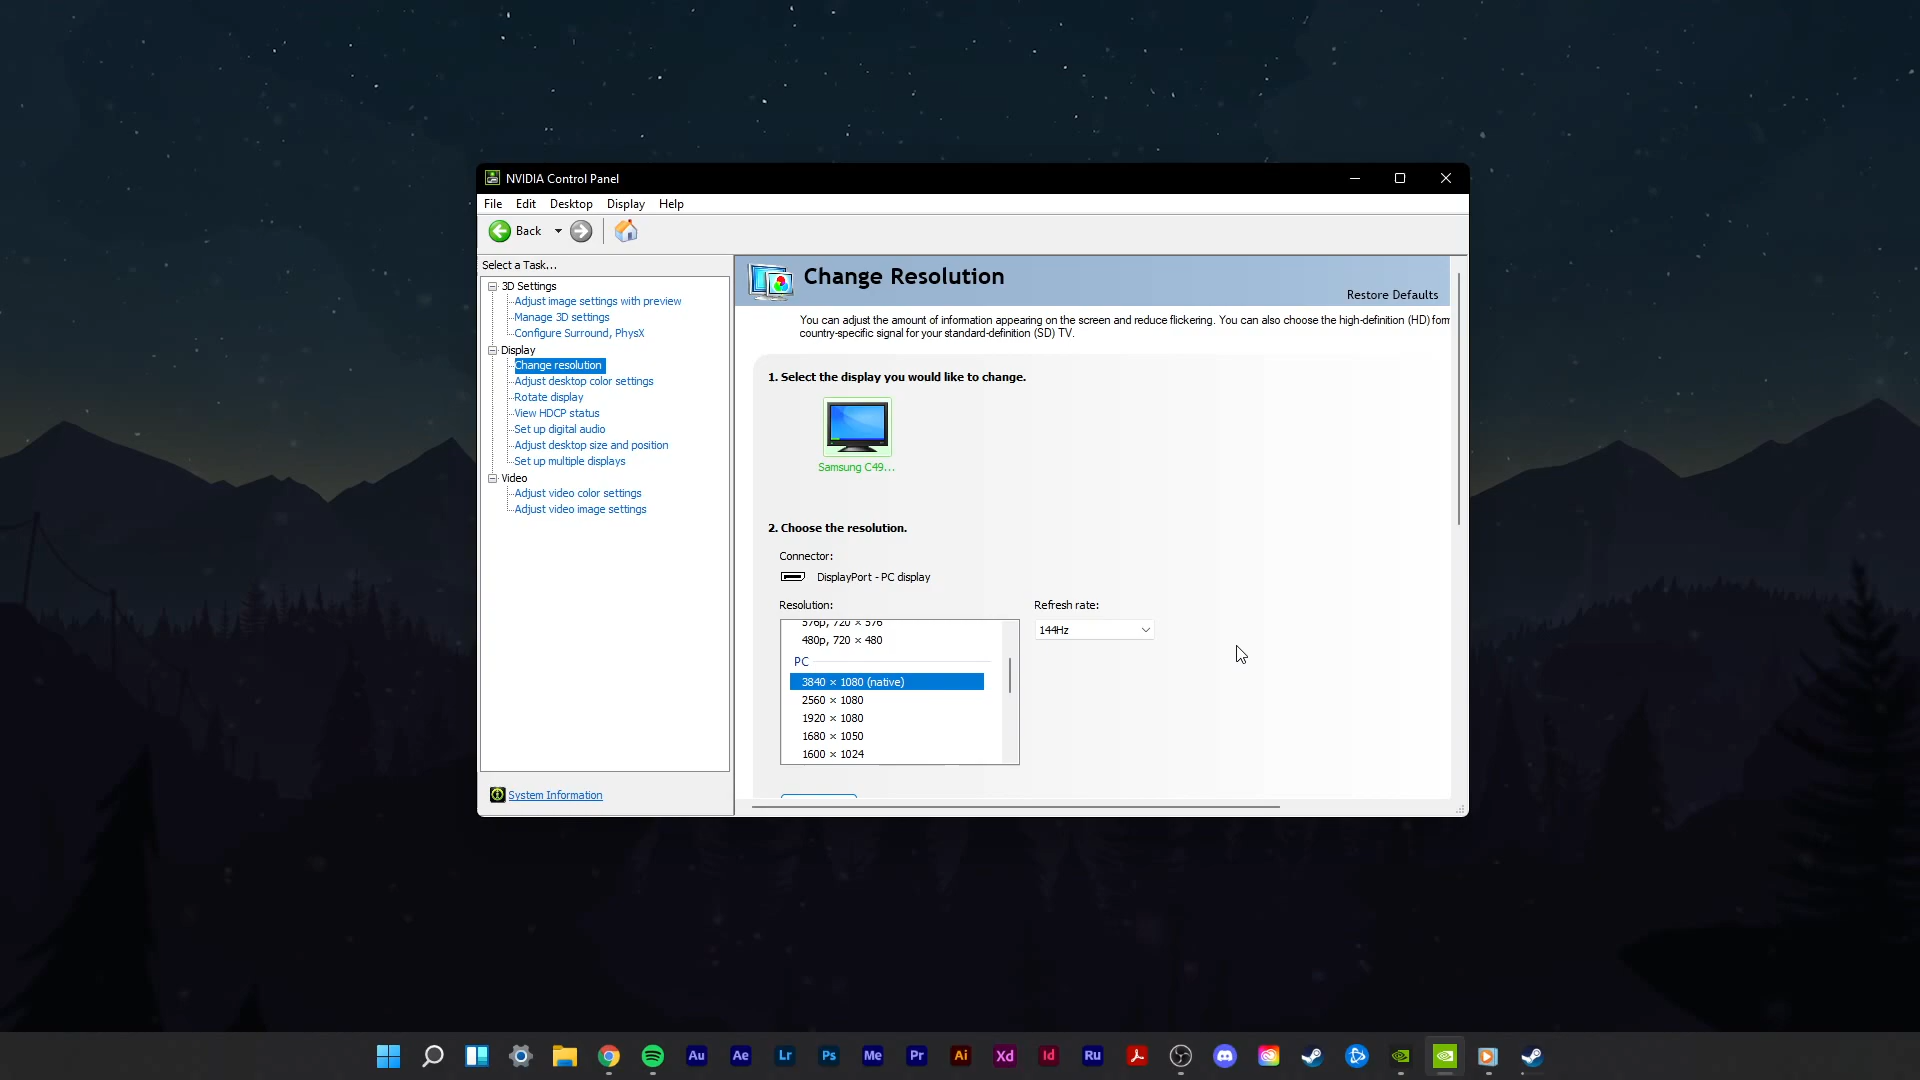 NVIDIA Control Panel
File Edit Desktop Display Help
Back
Select a Task...
3D Settings
Adjust image settings with preview
Manage 3D settings
Configure Surround, PhysX
Display
Change resolution
Adjust desktop color settings
Rotate display
View HDCP status
Set up digital audio
Adjust desktop size and position
Set up multiple displays
Video
Adjust video color settings
Adjust video image settings
System Information
Change Resolution
Restore Defaults
You can adjust the amount of information appearing on the screen and reduce flickering. You can also choose the high-definition (HD) form
country-specific signal for your standard-definition (SD) TV.
1. Select the display you would like to change.
Samsung C49...
2. Choose the resolution.
Connector:
DisplayPort - PC display
Resolution:
576p, 720 × 576
480p, 720 × 480
PC
3840 × 1080 (native)
2560 × 1080
1920 × 1080
1680 × 1050
1600 × 1024
Refresh rate:
144Hz
Au Ae Lr Ps Me Pr Ai Xd Id Ru